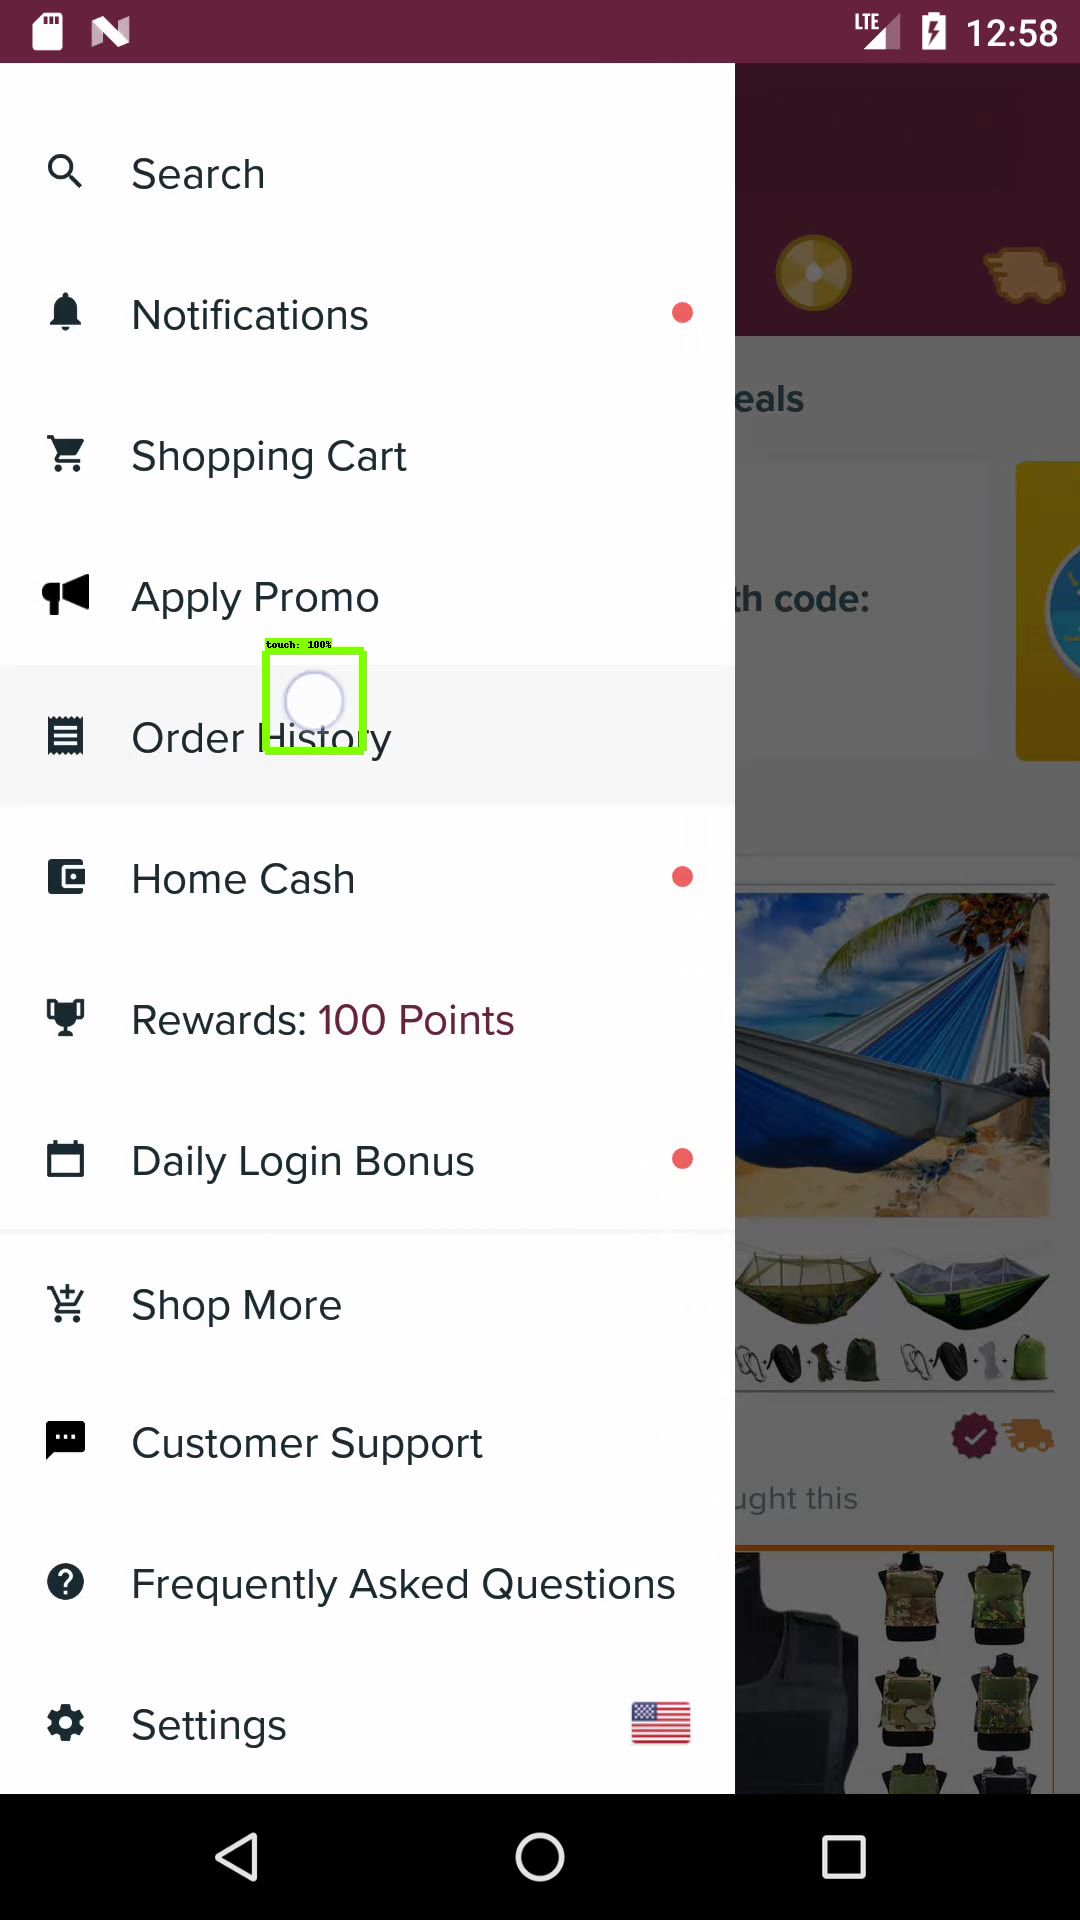 LTE 12:58
Search
Notifications
eals
Shopping Cart
Apply Promo
th code:
touch: 100%
Order History
Home Cash
Rewards: 100 Points
Daily Login Bonus
Shop More
Customer Support
ught this
Frequently Asked Questions
Settings